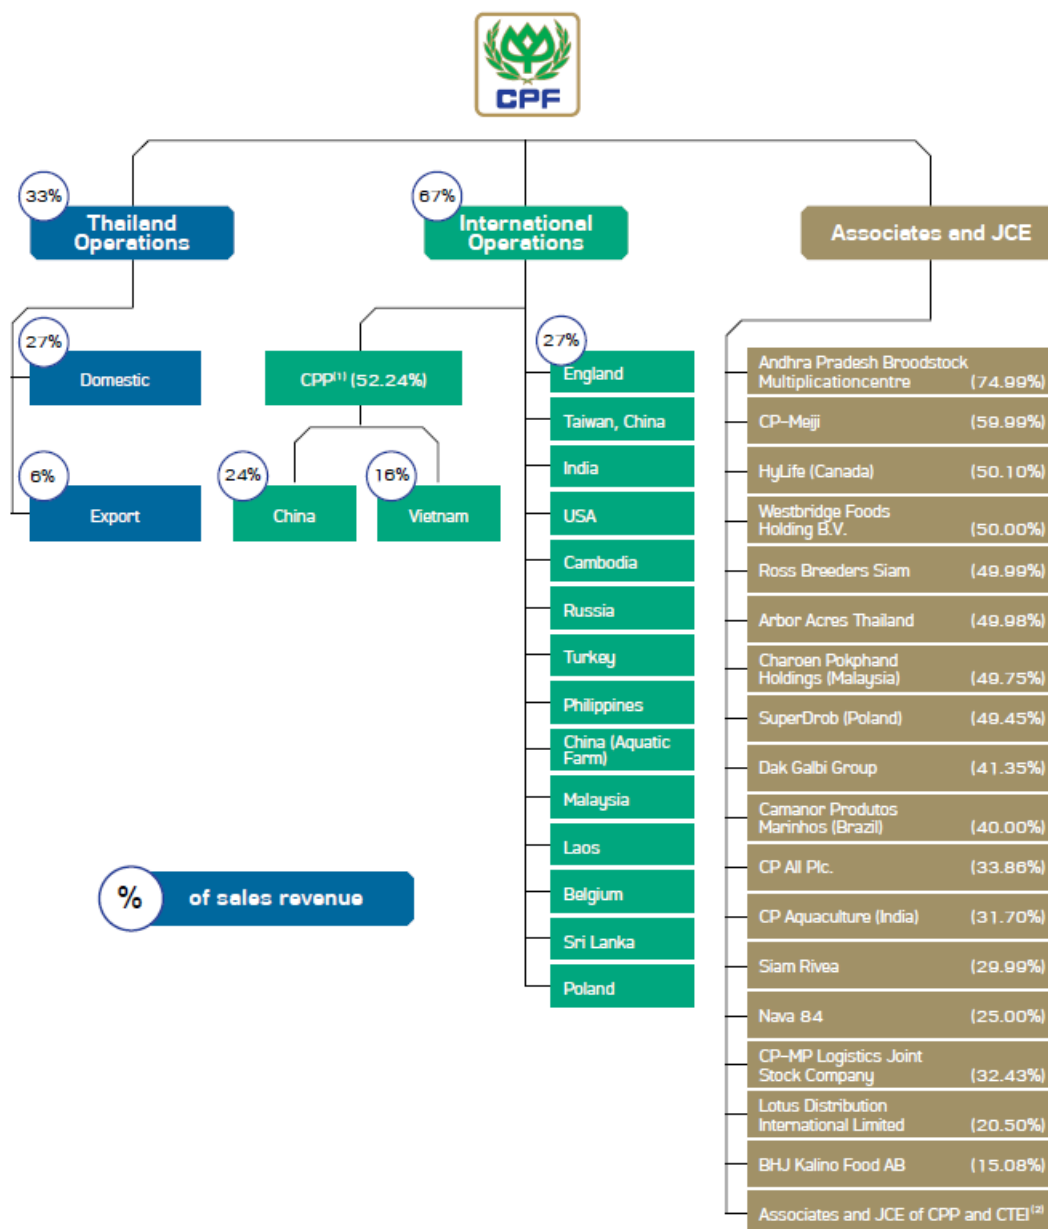 CPF
33%
Thailand
Operations
67%
International
Operations
Associates and JCE
27%
Domestic
6%
Export
CPP⁽¹⁾ (52.24%)
24%
China
16%
Vietnam
27%
England
Taiwan, China
India
USA
Cambodia
Russia
Turkey
Philippines
China (Aquatic
Farm)
Malaysia
Laos
Belgium
Sri Lanka
Poland
Andhra Pradesh Broodstock
Multiplicationcentre (74.99%)
CP-Meiji (59.99%)
HyLife (Canada) (50.10%)
Westbridge Foods
Holding B.V. (50.00%)
Ross Breeders Siam (49.99%)
Arbor Acres Thailand (49.98%)
Charoen Pokphand
Holdings (Malaysia) (49.75%)
SuperDrob (Poland) (49.45%)
Dak Galbi Group (41.35%)
Camanor Produtos
Marinhos (Brazil) (40.00%)
CP All Plc. (33.86%)
CP Aquaculture (India) (31.70%)
Siam Rivea (29.99%)
Nava 84 (25.00%)
CP-MP Logistics Joint
Stock Company (32.43%)
Lotus Distribution
International Limited (20.50%)
BHJ Kalino Food AB (15.08%)
Associates and JCE of CPP and CTEI⁽²⁾
% of sales revenue